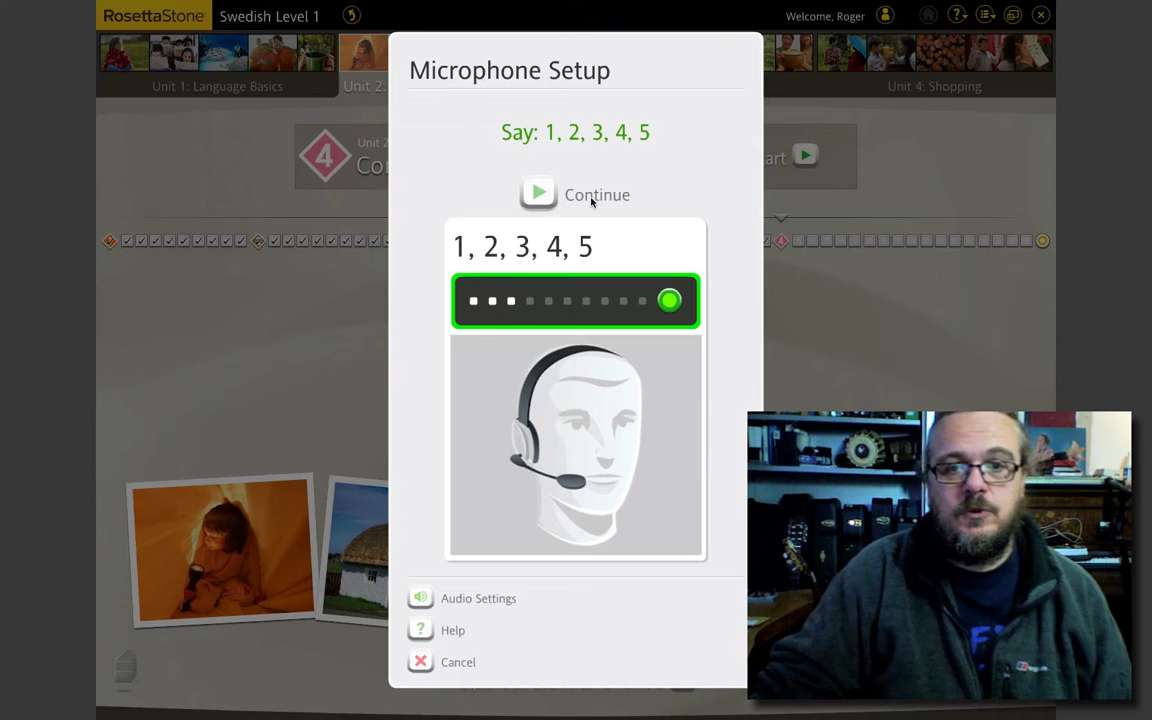 RosettaStone Swedish Level 1
Welcome, Roger
Unit 1: Language Basics
Unit 2:
Unit 4: Shopping
Microphone Setup
Say: 1, 2, 3, 4, 5
4
Continue
1, 2, 3, 4, 5
Audio Settings
? Help
Cancel